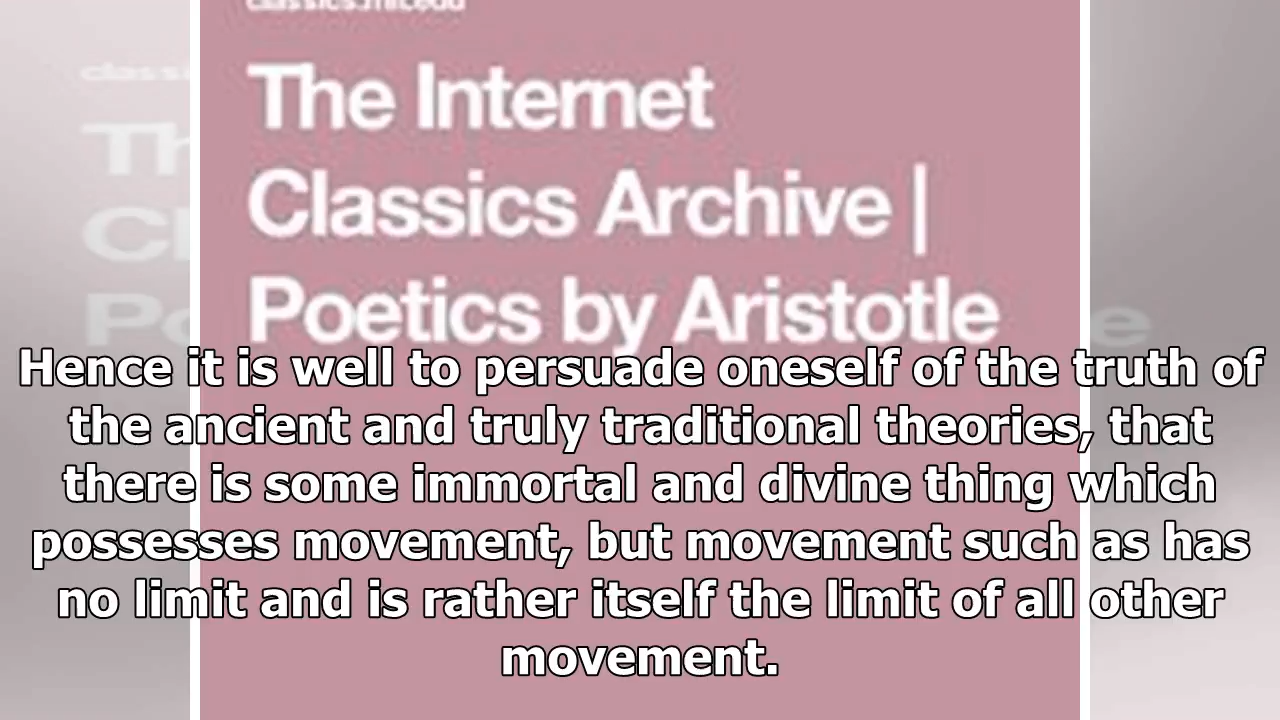 The Internet
Classics Archive |
Poetics by Aristotle
Hence it is well to persuade oneself of the truth of
the ancient and truly traditional theories, that
there is some immortal and divine thing which
possesses movement, but movement such as has
no limit and is rather itself the limit of all other
movement.